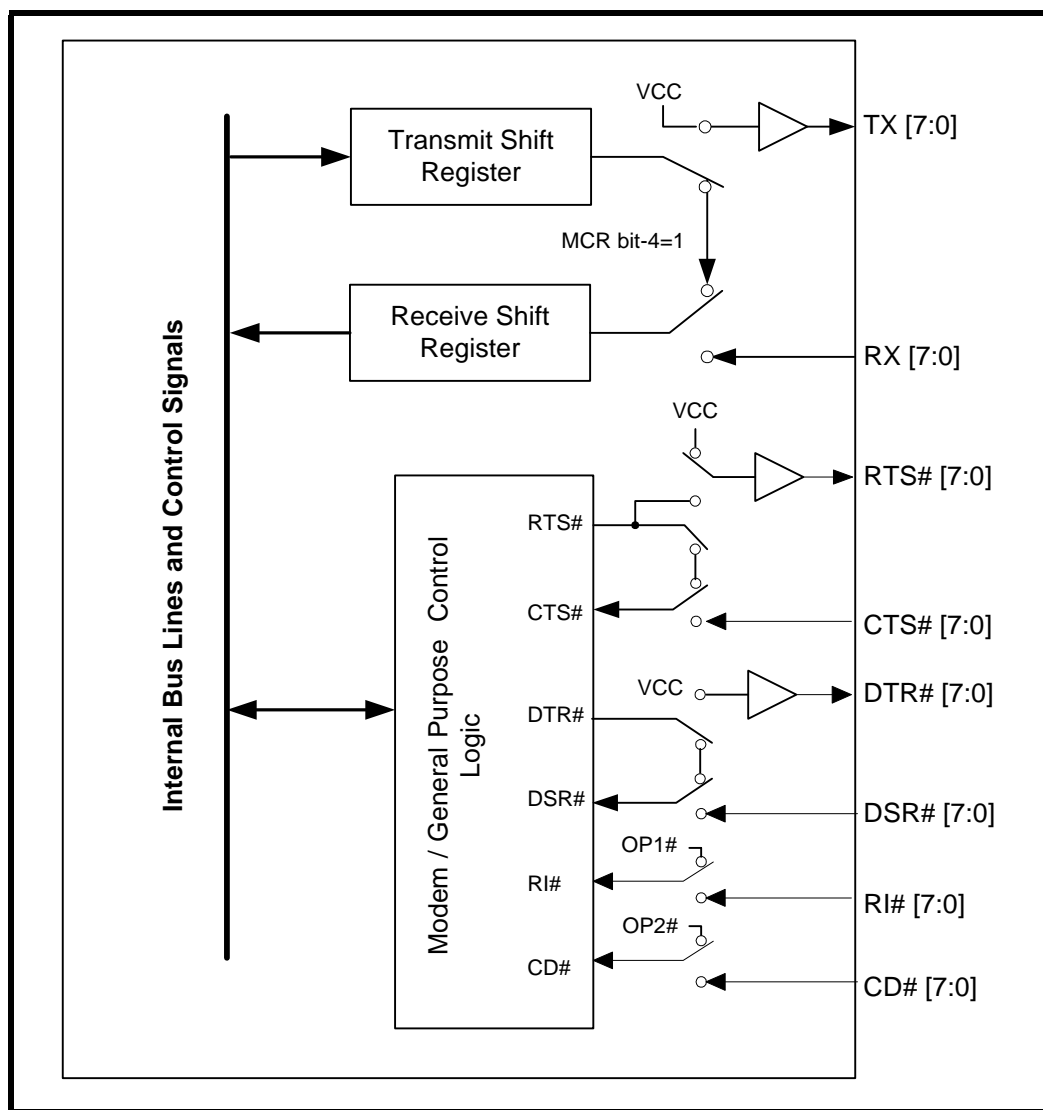 VCC
TX [7:0]
Transmit Shift
Register
MCR bit-4=1
Receive Shift
Register
RX [7:0]
Internal Bus Lines and Control Signals
VCC
RTS# [7:0]
RTS#
CTS#
CTS# [7:0]
Modem / General Purpose Control
Logic
VCC
DTR# [7:0]
DTR#
DSR#
DSR# [7:0]
OP1#
RI#
RI# [7:0]
OP2#
CD#
CD# [7:0]